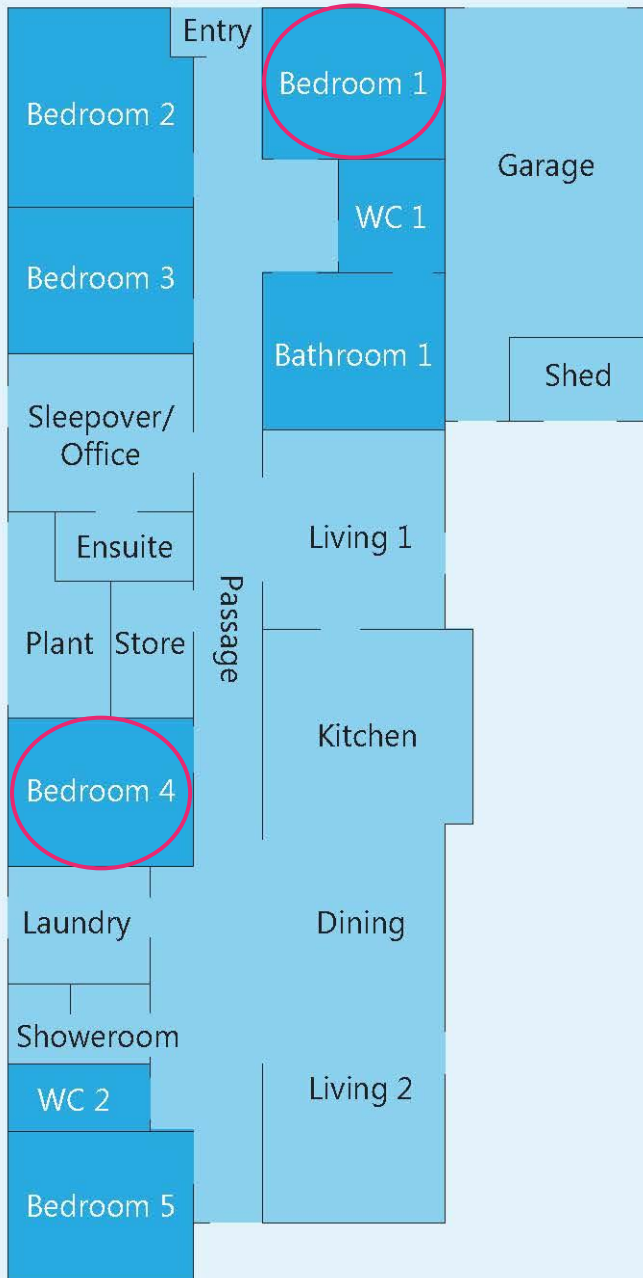 Entry
Bedroom 1
Bedroom 2
Garage
WC 1
Bedroom 3
Bathroom 1
Shed
Sleepover/
Office
Living 1
Ensuite
Passage
Plant
Store
Kitchen
Bedroom 4
Laundry
Dining
Showeroom
Living 2
WC 2
Bedroom 5